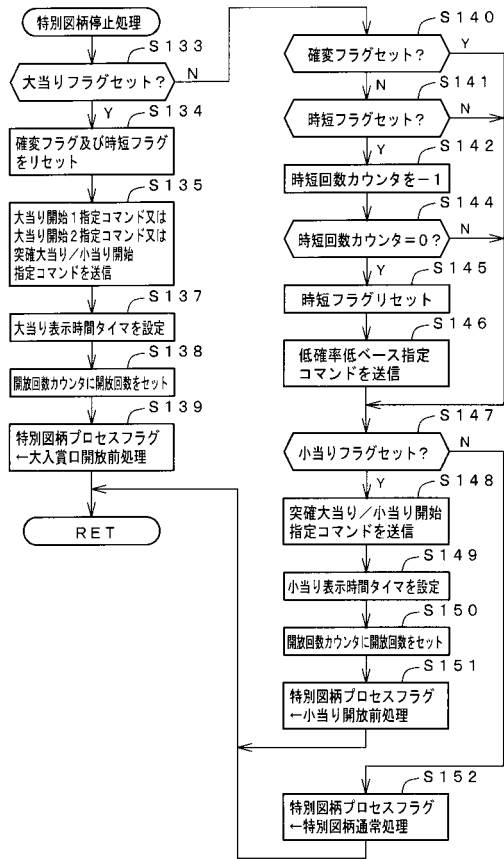 特別図柄停止処理
S133
大当りフラグセット?
N
Y
S134
確変フラグ及び時短フラグ
をリセット
S135
大当り開始1指定コマンド又は
大当り開始2指定コマンド又は
突確大当り/小当り開始
指定コマンドを送信
S137
大当り表示時間タイマを設定
S138
開放回数カウンタに開放回数をセット
S139
特別図柄プロセスフラグ
←大入賞口開放前処理
RET
S140
確変フラグセット?
Y
N
S141
時短フラグセット?
N
Y
S142
時短回数カウンタを-1
S144
時短回数カウンタ=0?
N
Y
S145
時短フラグリセット
S146
低確率低ベース指定
コマンドを送信
S147
小当りフラグセット?
N
Y
S148
突確大当り/小当り開始
指定コマンドを送信
S149
小当り表示時間タイマを設定
S150
開放回数カウンタに開放回数をセット
S151
特別図柄プロセスフラグ
←小当り開放前処理
S152
特別図柄プロセスフラグ
←特別図柄通常処理